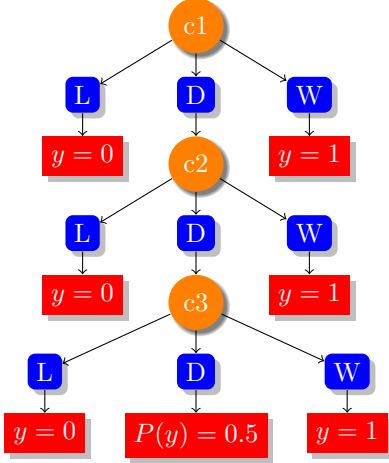 c1
L D W
y = 0 y = 1
c2
L D W
y = 0 y = 1
c3
L D W
y = 0 P(y) = 0.5 y = 1